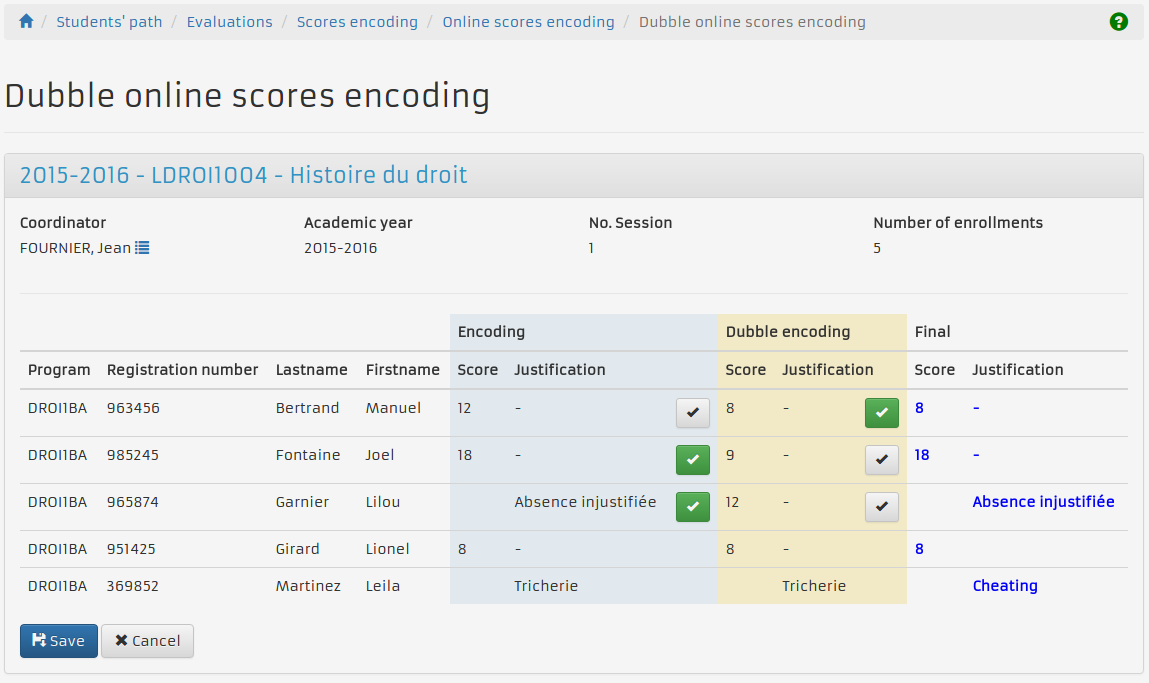 / Students' path / Evaluations / Scores encoding / Online scores encoding / Dubble online scores encoding ?
Dubble online scores encoding
2015-2016 - LDROI1004 - Histoire du droit
Coordinator Academic year No. Session Number of enrollments
FOURNIER, Jean 2015-2016 1 5
Encoding Dubble encoding Final
Program Registration number Lastname Firstname Score Justification Score Justification Score Justification
DROI1BA 963456 Bertrand Manuel 12 - 8 - 8 -
DROI1BA 985245 Fontaine Joel 18 - 9 - 18 -
DROI1BA 965874 Garnier Lilou Absence injustifiée 12 - Absence injustifiée
DROI1BA 951425 Girard Lionel 8 - 8 - 8
DROI1BA 369852 Martinez Leila Tricherie Tricherie Cheating
Save Cancel